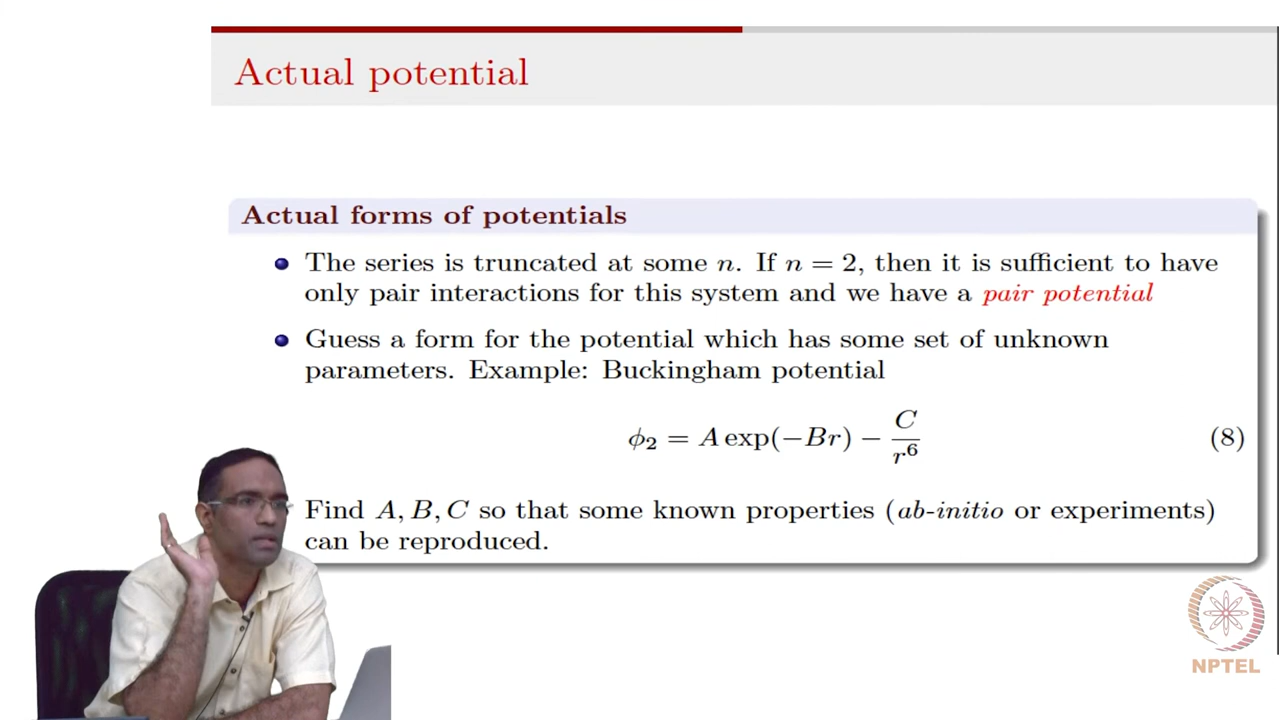 Actual potential
Actual forms of potentials
The series is truncated at some n. If n = 2, then it is sufficient to have
only pair interactions for this system and we have a pair potential
Guess a form for the potential which has some set of unknown
parameters. Example: Buckingham potential
ϕ₂ = A exp(−Br) − C/r⁶ (8)
Find A, B, C so that some known properties (ab-initio or experiments)
can be reproduced.
NPTEL